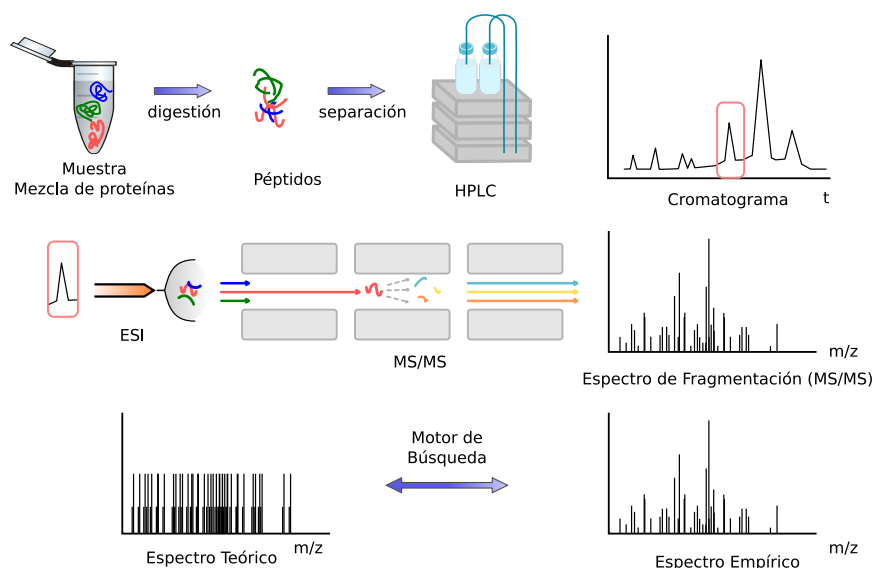 digestión
separación
Muestra
Mezcla de proteínas
Péptidos
HPLC
Cromatograma
t
ESI
MS/MS
m/z
Espectro de Fragmentación (MS/MS)
Motor de
Búsqueda
m/z
Espectro Teórico
m/z
Espectro Empírico